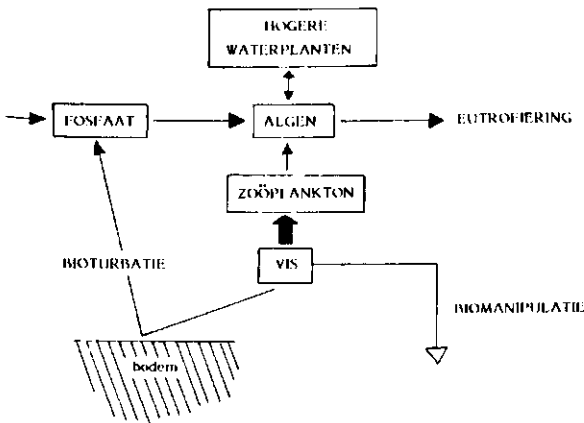 HOGERE
WATERPLANTEN
FOSFAAT
ALGEN
EUTROFIERING
ZOÖPLANKTON
VIS
BIOTURBATIE
BIOMANIPULATIE
bodem